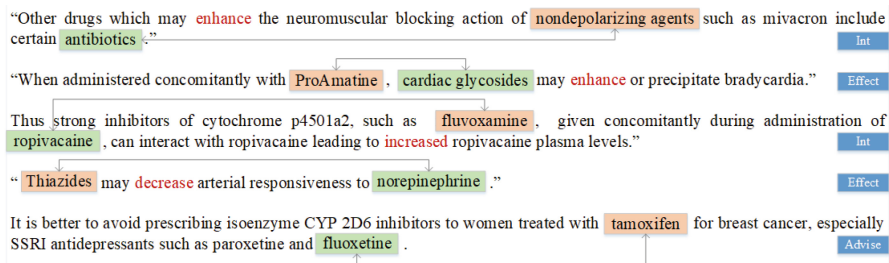 “Other drugs which may enhance the neuromuscular blocking action of nondepolarizing agents such as mivacron include
certain antibiotics.”
Int
“When administered concomitantly with ProAmatine , cardiac glycosides may enhance or precipitate bradycardia.”
Effect
Thus strong inhibitors of cytochrome p4501a2, such as fluvoxamine , given concomitantly during administration of
ropivacaine , can interact with ropivacaine leading to increased ropivacaine plasma levels.”
Int
“ Thiazides may decrease arterial responsiveness to norepinephrine .”
Effect
It is better to avoid prescribing isoenzyme CYP 2D6 inhibitors to women treated with tamoxifen for breast cancer, especially
SSRI antidepressants such as paroxetine and fluoxetine .
Advise